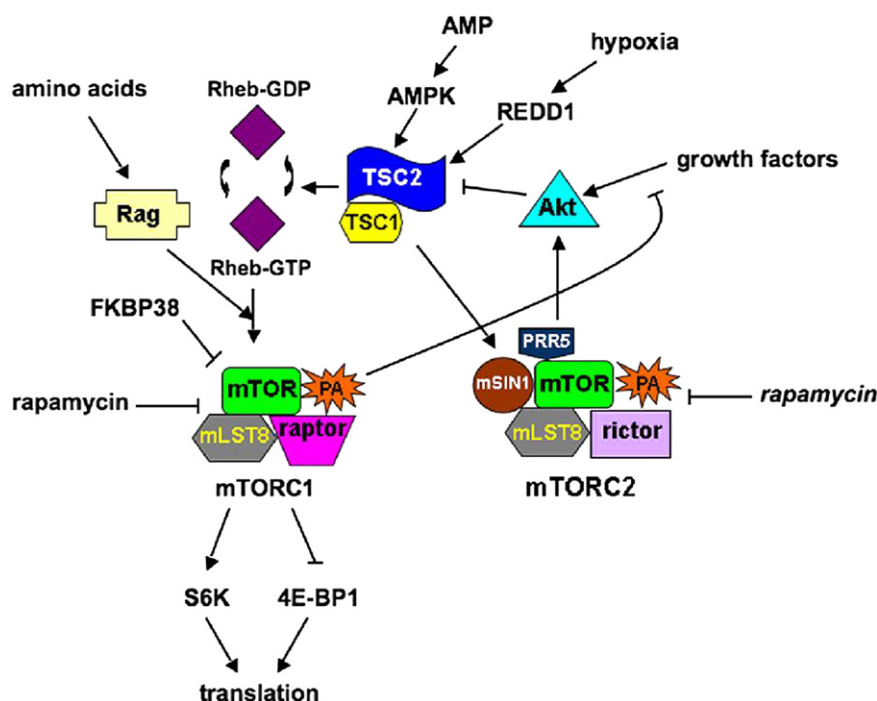 AMP
hypoxia
amino acids
Rheb-GDP
AMPK
REDD1
growth factors
TSC2
Akt
Rag
TSC1
Rheb-GTP
FKBP38
PRR5
mTOR
PA
mSIN1
mTOR
PA
rapamycin
rapamycin
mLST8
raptor
mLST8
rictor
mTORC1
mTORC2
S6K
4E-BP1
translation